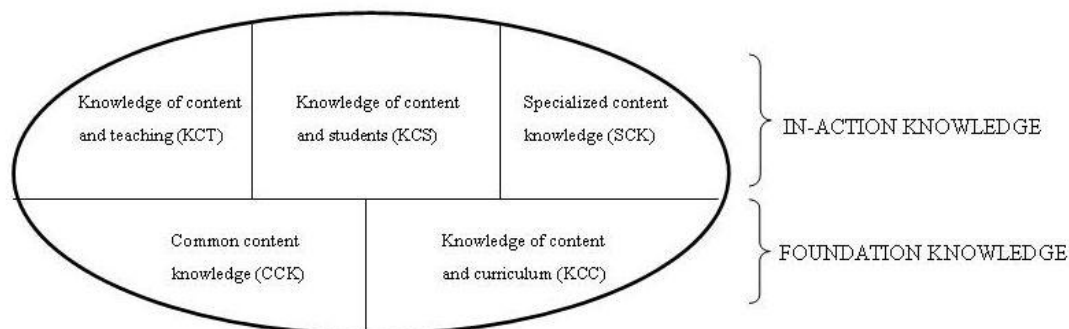 Knowledge of content
and teaching (KCT)
Knowledge of content
and students (KCS)
Specialized content
knowledge (SCK)
IN-ACTION KNOWLEDGE
Common content
knowledge (CCK)
Knowledge of content
and curriculum (KCC)
FOUNDATION KNOWLEDGE